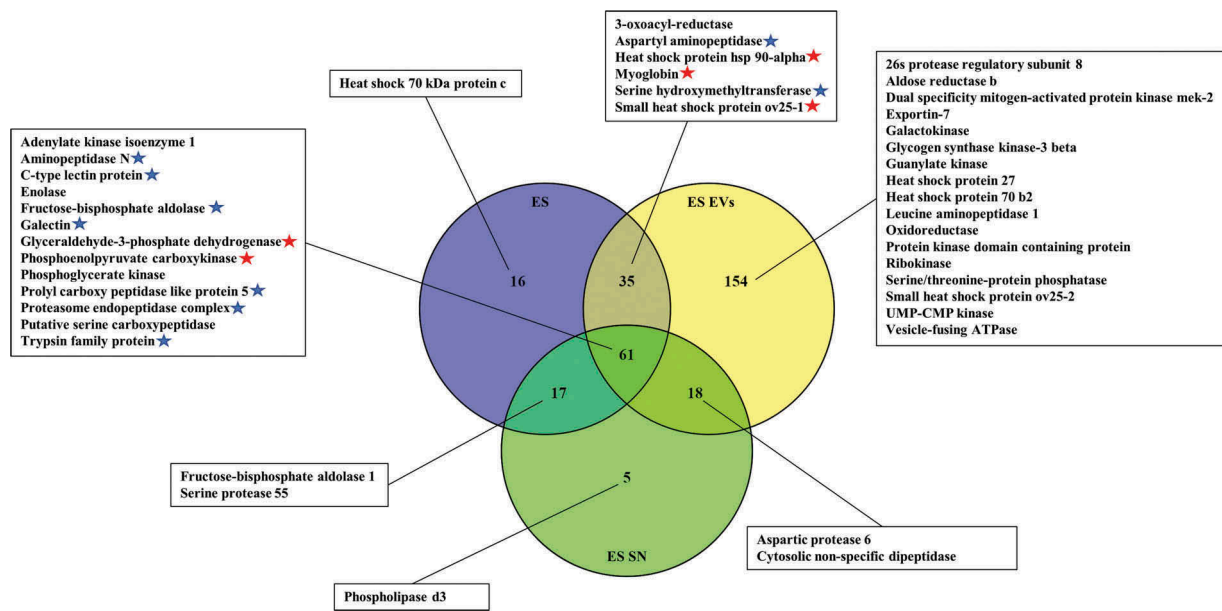 3-oxoacyl-reductase
Aspartyl aminopeptidase
Heat shock protein hsp 90-alpha
Myoglobin
Serine hydroxymethyltransferase
Small heat shock protein ov25-1
Heat shock 70 kDa protein c
26s protease regulatory subunit 8
Aldose reductase b
Dual specificity mitogen-activated protein kinase mek-2
Exportin-7
Galactokinase
Glycogen synthase kinase-3 beta
Guanylate kinase
Heat shock protein 27
Heat shock protein 70 b2
Leucine aminopeptidase 1
Oxidoreductase
Protein kinase domain containing protein
Ribokinase
Serine/threonine-protein phosphatase
Small heat shock protein ov25-2
UMP-CMP kinase
Vesicle-fusing ATPase
Adenylate kinase isoenzyme 1
Aminopeptidase N
C-type lectin protein
Enolase
Fructose-bisphosphate aldolase
Galectin
Glyceraldehyde-3-phosphate dehydrogenase
Phosphoenolpyruvate carboxykinase
Phosphoglycerate kinase
Prolyl carboxy peptidase like protein 5
Proteasome endopeptidase complex
Putative serine carboxypeptidase
Trypsin family protein
ES
ES EVs
16
35
154
61
17
18
5
ES SN
Fructose-bisphosphate aldolase 1
Serine protease 55
Aspartic protease 6
Cytosolic non-specific dipeptidase
Phospholipase d3